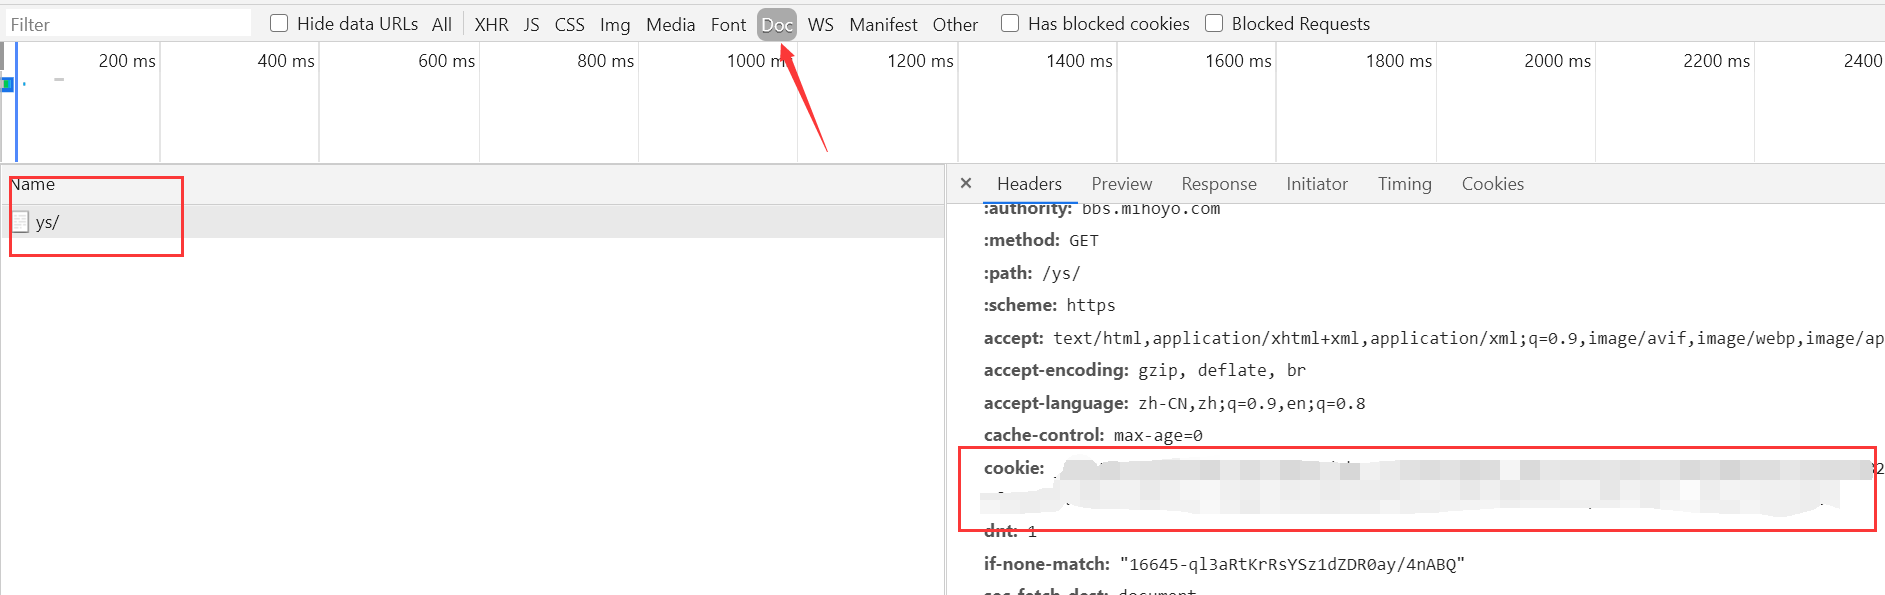 Filter Hide data URLs All XHR JS CSS Img Media Font Doc WS Manifest Other Has blocked cookies Blocked Requests
200 ms 400 ms 600 ms 800 ms 1000 ms 1200 ms 1400 ms 1600 ms 1800 ms 2000 ms 2200 ms 2400
Name
ys/
× Headers Preview Response Initiator Timing Cookies
:authority: bbs.mihoyo.com
:method: GET
:path: /ys/
:scheme: https
accept: text/html,application/xhtml+xml,application/xml;q=0.9,image/avif,image/webp,image/ap
accept-encoding: gzip, deflate, br
accept-language: zh-CN,zh;q=0.9,en;q=0.8
cache-control: max-age=0
cookie:
dnt: 1
if-none-match: "16645-ql3aRtKrRsYSz1dZDR0ay/4nABQ"
sec-fetch-dest: document